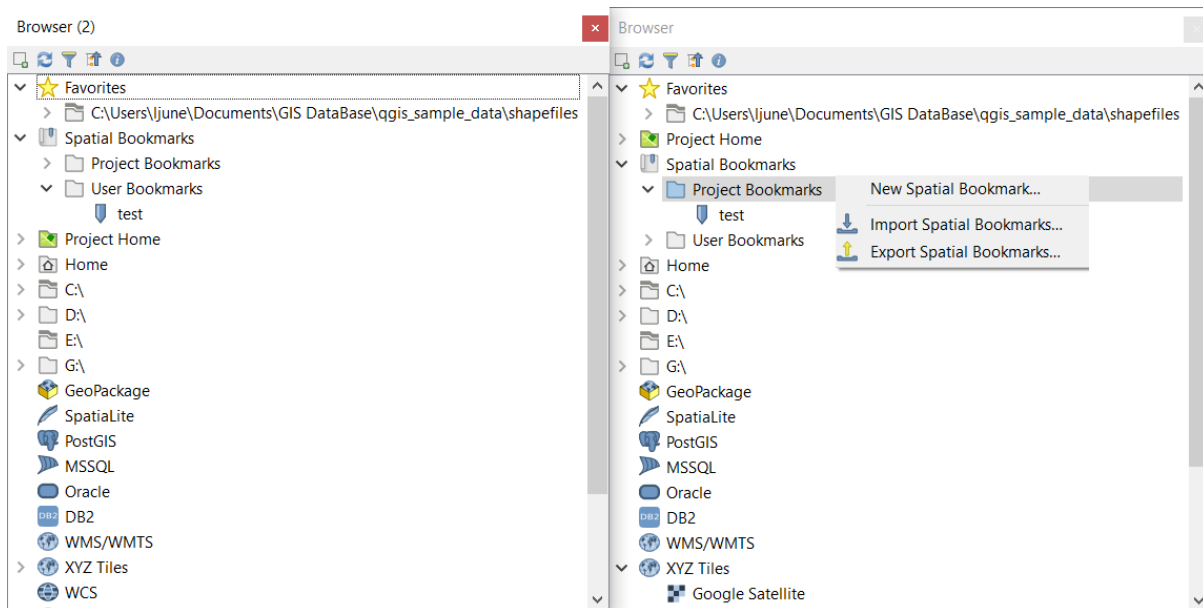 Browser (2)
Favorites
C:\Users\ljune\Documents\GIS DataBase\qgis_sample_data\shapefiles
Spatial Bookmarks
Project Bookmarks
User Bookmarks
test
Project Home
Home
C:\
D:\
E:\
G:\
GeoPackage
SpatiaLite
PostGIS
MSSQL
Oracle
DB2 DB2
WMS/WMTS
XYZ Tiles
WCS
Browser
Favorites
C:\Users\ljune\Documents\GIS DataBase\qgis_sample_data\shapefiles
Project Home
Spatial Bookmarks
Project Bookmarks
test
User Bookmarks
Home
C:\
D:\
E:\
G:\
GeoPackage
SpatiaLite
PostGIS
MSSQL
Oracle
DB2 DB2
WMS/WMTS
XYZ Tiles
Google Satellite
New Spatial Bookmark...
Import Spatial Bookmarks...
Export Spatial Bookmarks...